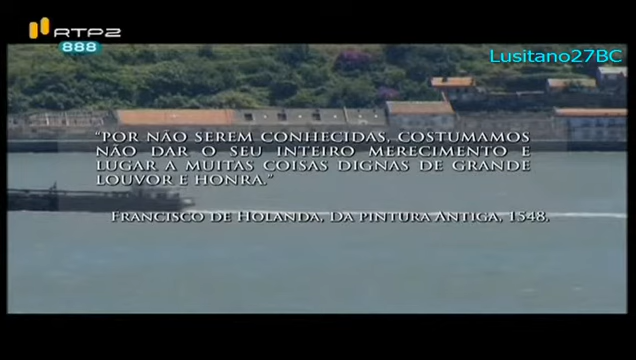 RTP2
888
Lusitano27BC
"POR NÃO SEREM CONHECIDAS, COSTUMAMOS
NÃO DAR O SEU INTEIRO MERECIMENTO E
LUGAR A MUITAS COISAS DIGNAS DE GRANDE
LOUVOR E HONRA."
FRANCISCO DE HOLANDA, DA PINTURA ANTIGA, 1548.